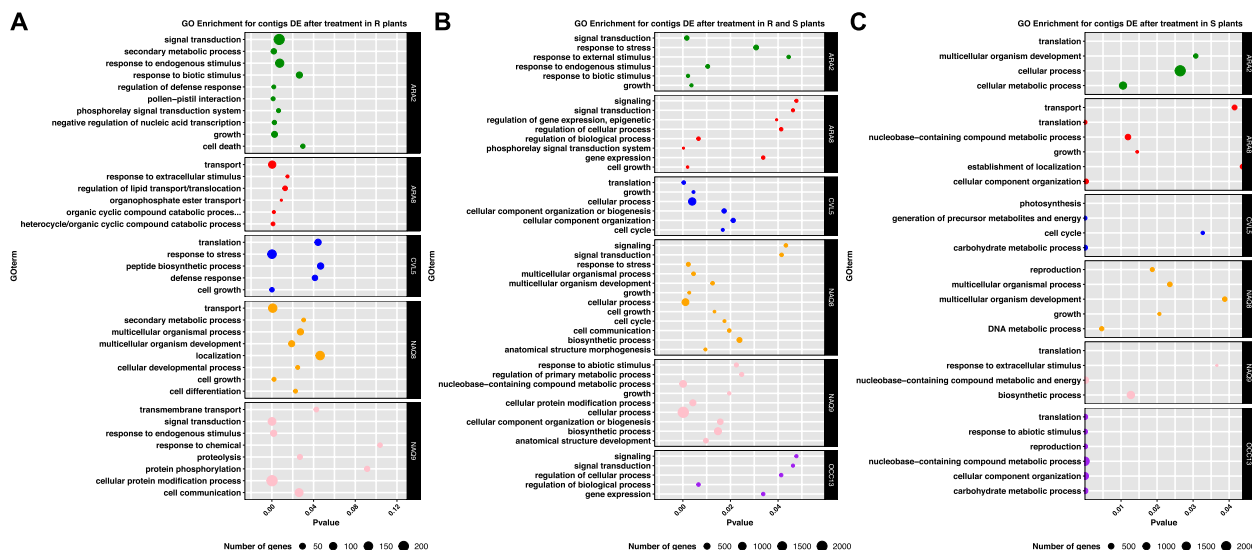 A
GO Enrichment for contigs DE after treatment in R plants
signal transduction
secondary metabolic process
response to endogenous stimulus
response to biotic stimulus
regulation of defense response
pollen−pistil interaction
phosphorelay signal transduction system
negative regulation of nucleic acid transcription
growth
cell death
ARA2
transport
response to extracellular stimulus
regulation of lipid transport/translocation
organophosphate ester transport
organic cyclic compound catabolic proces...
heterocycle/organic cyclic compound catabolic process
ARA8
translation
response to stress
peptide biosynthetic process
defense response
cell growth
CVL5
transport
secondary metabolic process
multicellular organismal process
multicellular organism development
localization
cellular developmental process
cell growth
cell differentiation
NAQ8
transmembrane transport
signal transduction
response to endogenous stimulus
response to chemical
proteolysis
protein phosphorylation
cellular protein modification process
cell communication
NAQ9
GOterm
0.00 0.04 0.08 0.12
Pvalue
Number of genes 50 100 150 200
B
GO Enrichment for contigs DE after treatment in R and S plants
signal transduction
response to stress
response to external stimulus
response to endogenous stimulus
response to biotic stimulus
growth
ARA2
signaling
signal transduction
regulation of gene expression, epigenetic
regulation of cellular process
regulation of biological process
phosphorelay signal transduction system
gene expression
cell growth
ARA8
translation
growth
cellular process
cellular component organization or biogenesis
cellular component organization
cell cycle
CVL5
signaling
signal transduction
response to stress
multicellular organismal process
multicellular organism development
growth
cellular process
cell growth
cell cycle
cell communication
biosynthetic process
anatomical structure morphogenesis
NAQ8
response to abiotic stimulus
regulation of primary metabolic process
nucleobase−containing compound metabolic process
growth
cellular protein modification process
cellular process
cellular component organization or biogenesis
biosynthetic process
anatomical structure development
NAQ9
signaling
signal transduction
regulation of cellular process
regulation of biological process
gene expression
OCC13
GOterm
0.00 0.02 0.04
Pvalue
Number of genes 500 1000 1500 2000
C
GO Enrichment for contigs DE after treatment in S plants
translation
multicellular organism development
cellular process
cellular metabolic process
ARA2
transport
translation
nucleobase−containing compound metabolic process
growth
establishment of localization
cellular component organization
ARA8
photosynthesis
generation of precursor metabolites and energy
cell cycle
carbohydrate metabolic process
CVL5
reproduction
multicellular organismal process
multicellular organism development
growth
DNA metabolic process
NAQ8
translation
response to extracellular stimulus
nucleobase−containing compound metabolic and energy
biosynthetic process
NAQ9
translation
response to abiotic stimulus
reproduction
nucleobase−containing compound metabolic process
cellular component organization
carbohydrate metabolic process
OCC13
GOterm
0.01 0.02 0.03 0.04
Pvalue
Number of genes 500 1000 1500 2000